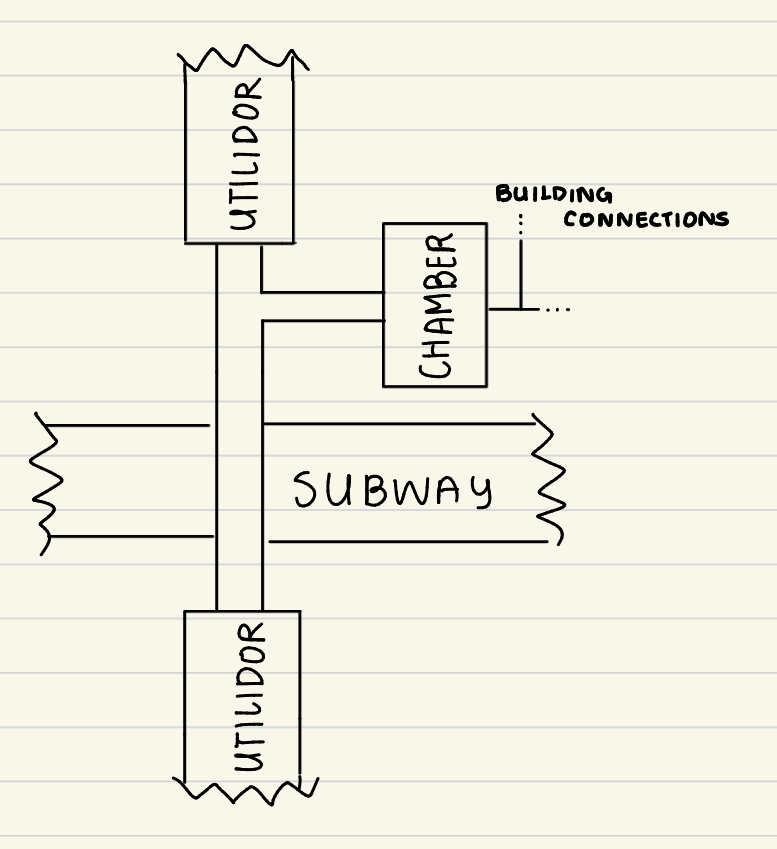 UTILIDOR
BUILDING
CONNECTIONS
CHAMBER
SUBWAY
UTILIDOR